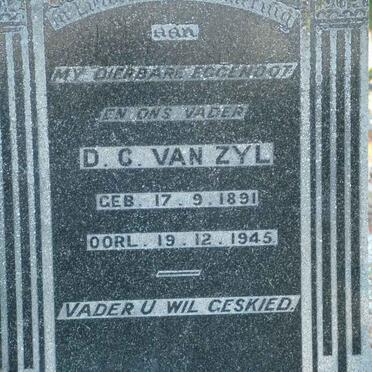 aan
MY DIERBARE EGGENOOT
EN ONS VADER
D. C. VAN ZYL
GEB. 17. 9. 1891
OORL. 19. 12. 1945
VADER U WIL GESKIED.